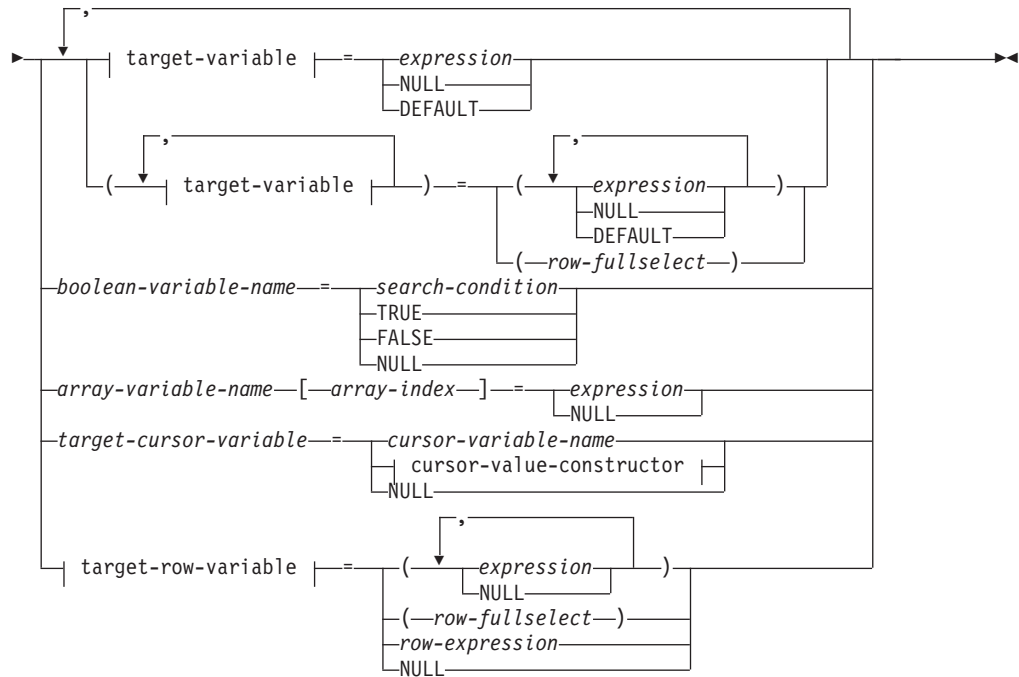 ,
target-variable = expression
NULL
DEFAULT
, ,
( target-variable ) = ( expression )
NULL
DEFAULT
( row-fullselect )
boolean-variable-name = search-condition
TRUE
FALSE
NULL
array-variable-name [ array-index ] = expression
NULL
target-cursor-variable = cursor-variable-name
cursor-value-constructor
NULL
,
target-row-variable = ( expression )
NULL
( row-fullselect )
row-expression
NULL